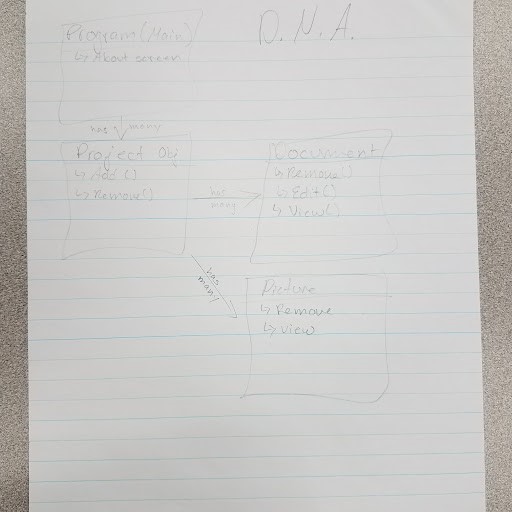 D.N.A.
Program (Main)
↳ About screen
has many
Project Obj
↳ Add()
↳ Remove()
has many
Document
↳ Remove()
↳ Edit()
↳ View()
has many
Picture
↳ Remove
↳ View